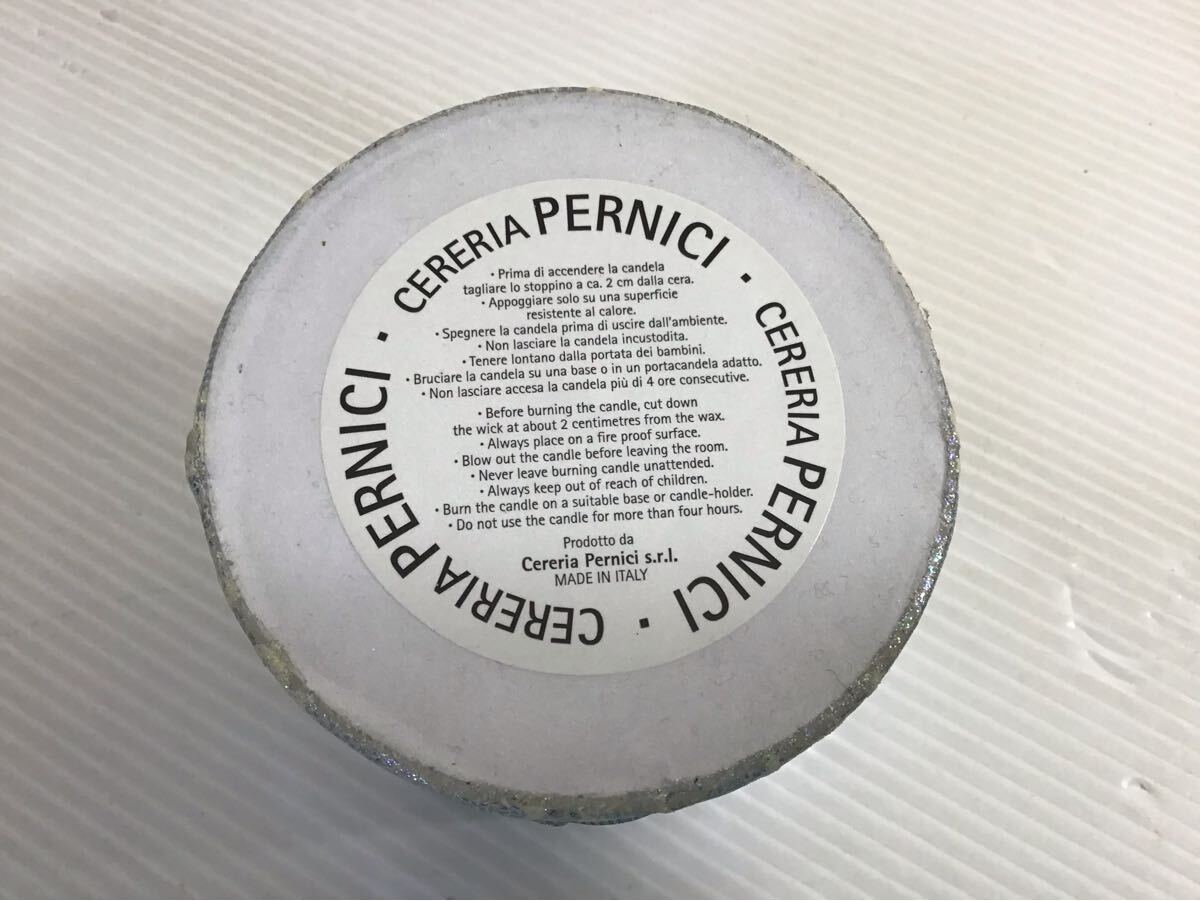 CERERIA PERNICI · CERERIA PERNICI · CERERIA PERNICI ·
• Prima di accendere la candela
tagliare lo stoppino a ca. 2 cm dalla cera.
• Appoggiare solo su una superficie
resistente al calore.
• Spegnere la candela prima di uscire dall'ambiente.
• Non lasciare la candela incustodita.
• Tenere lontano dalla portata dei bambini.
• Bruciare la candela su una base o in un portacandela adatto.
• Non lasciare accesa la candela più di 4 ore consecutive.
• Before burning the candle, cut down
the wick at about 2 centimetres from the wax.
• Always place on a fire proof surface.
• Blow out the candle before leaving the room.
• Never leave burning candle unattended.
• Always keep out of reach of children.
• Burn the candle on a suitable base or candle-holder.
• Do not use the candle for more than four hours.
Prodotto da
Cereria Pernici s.r.l.
MADE IN ITALY